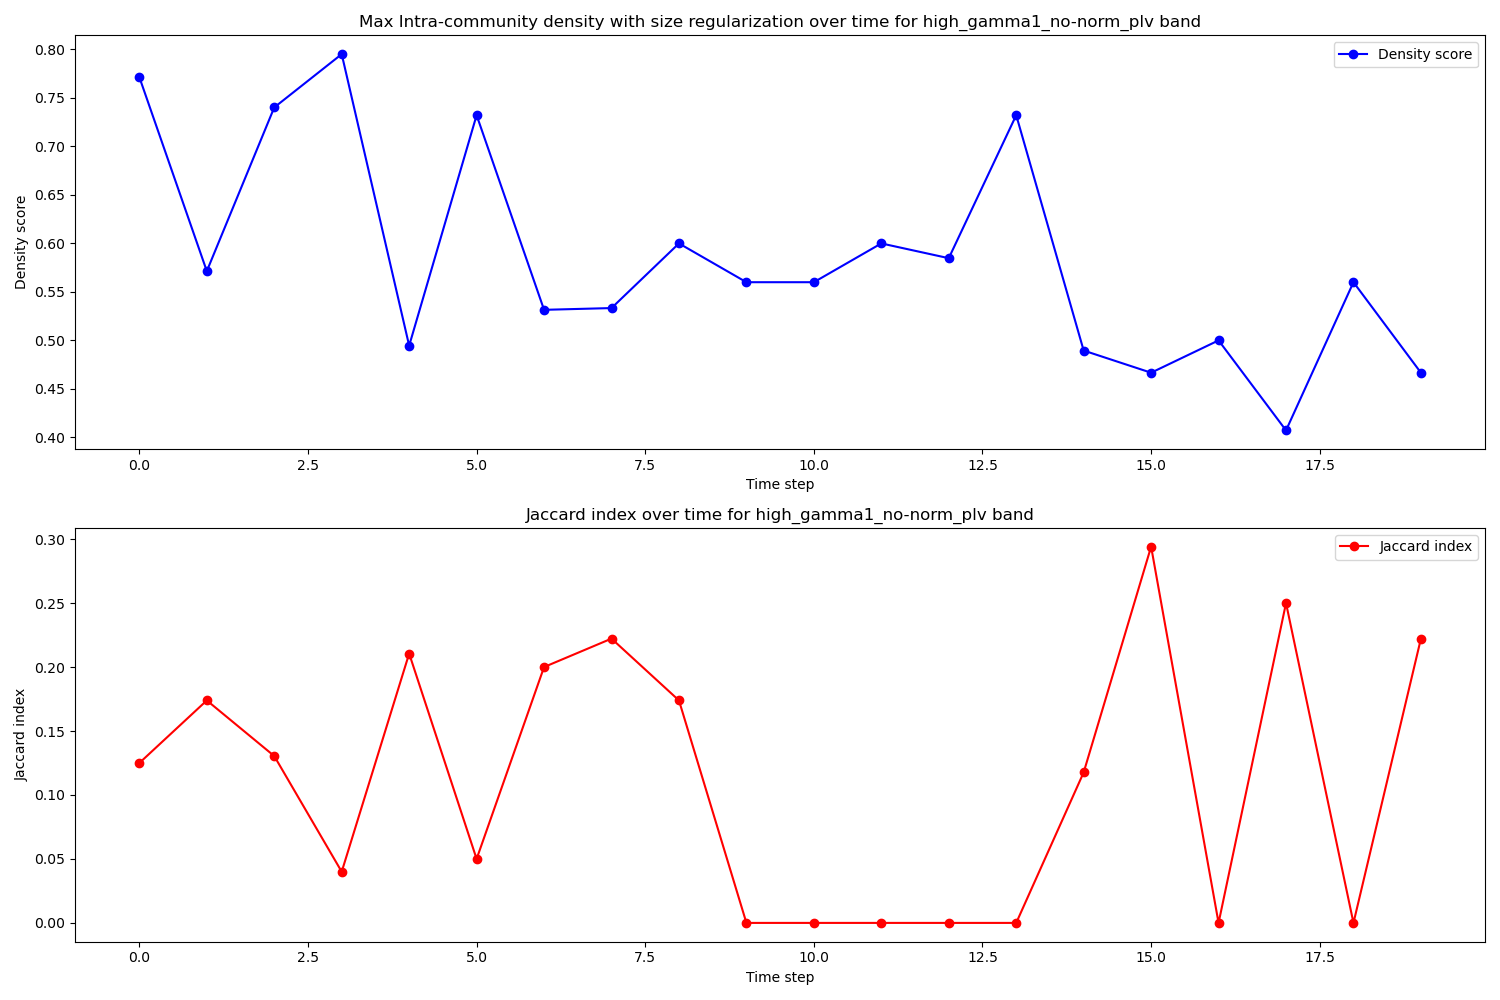 Max Intra-community density with size regularization over time for high_gamma1_no-norm_plv band
Density score
0.80
0.75
0.70
0.65
0.60
0.55
0.50
0.45
0.40
Density score
0.0 2.5 5.0 7.5 10.0 12.5 15.0 17.5
Time step
Jaccard index over time for high_gamma1_no-norm_plv band
Jaccard index
0.30
0.25
0.20
0.15
0.10
0.05
0.00
Jaccard index
0.0 2.5 5.0 7.5 10.0 12.5 15.0 17.5
Time step